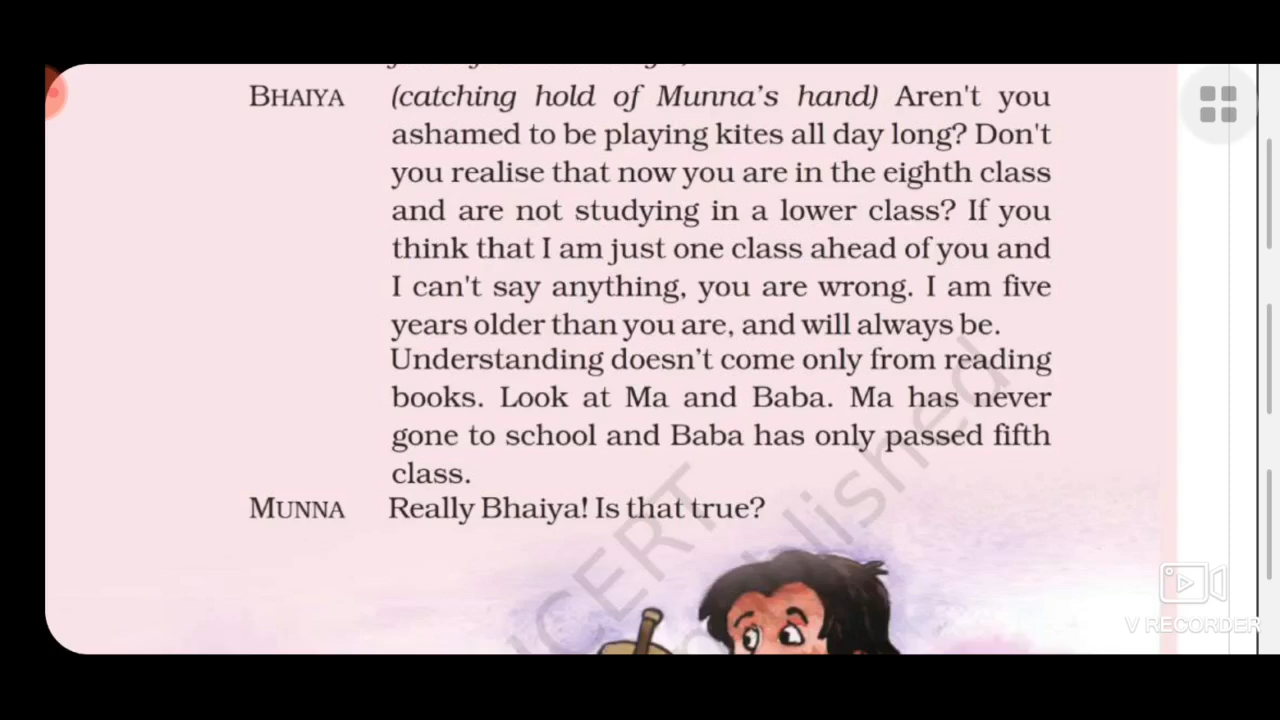 BHAIYA (catching hold of Munna's hand) Aren't you
ashamed to be playing kites all day long? Don't
you realise that now you are in the eighth class
and are not studying in a lower class? If you
think that I am just one class ahead of you and
I can't say anything, you are wrong. I am five
years older than you are, and will always be.
Understanding doesn't come only from reading
books. Look at Ma and Baba. Ma has never
gone to school and Baba has only passed fifth
class.
MUNNA Really Bhaiya! Is that true?
NCERT
V RECORDER